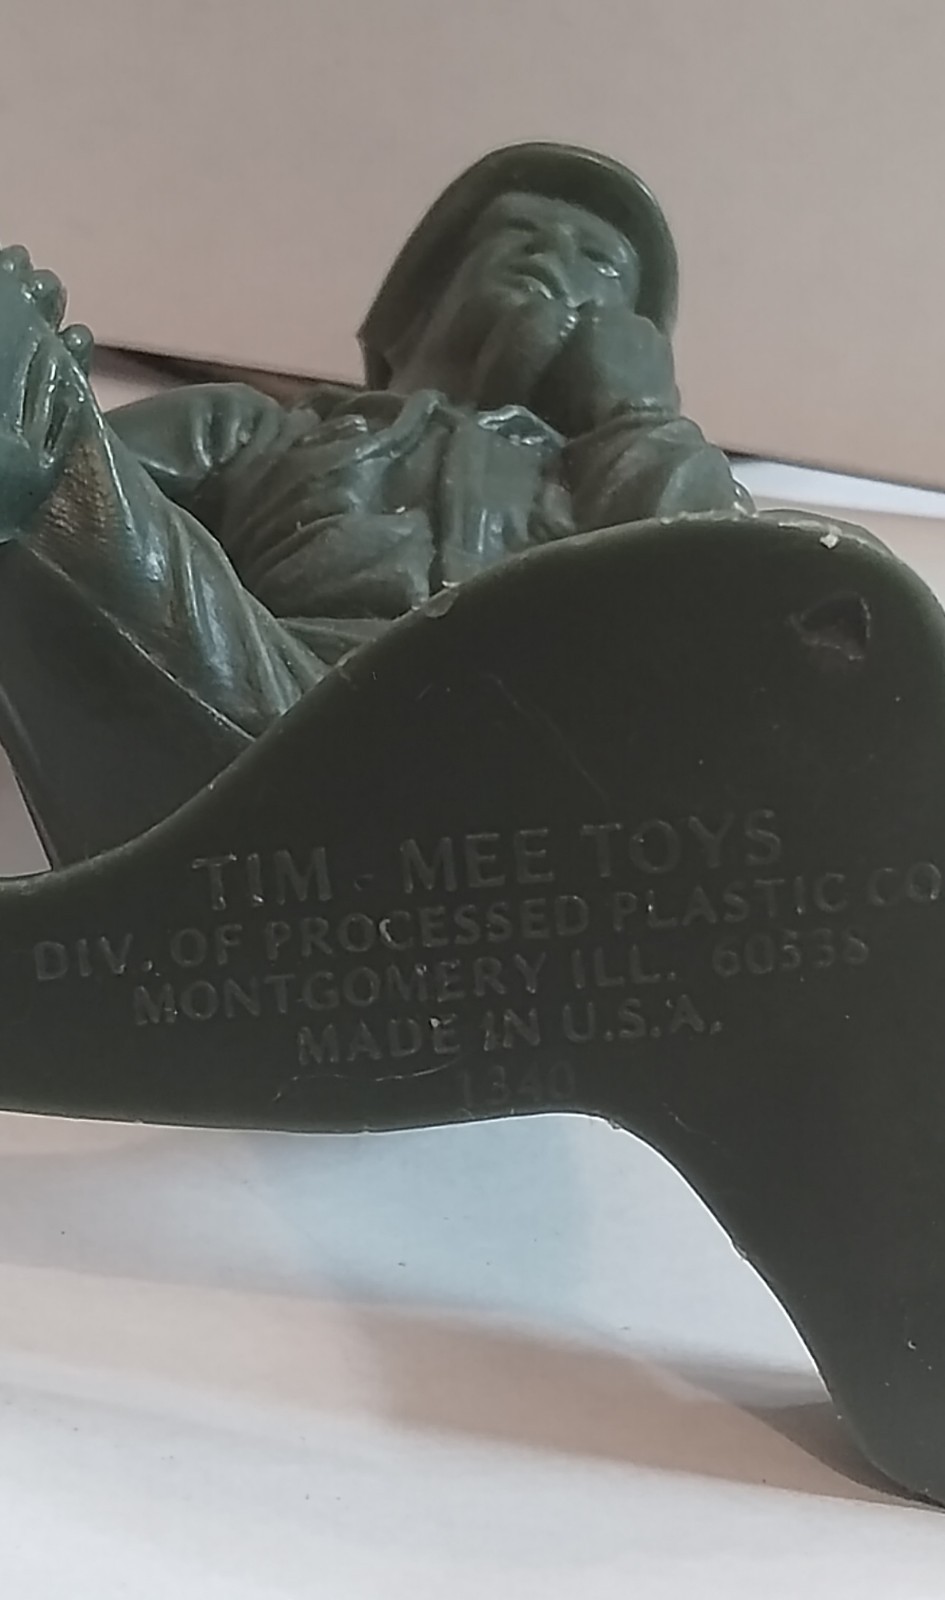 TIM - MEE TOYS
DIV. OF PROCESSED PLASTIC CO
MONTGOMERY ILL. 60538
MADE IN U.S.A.
1340